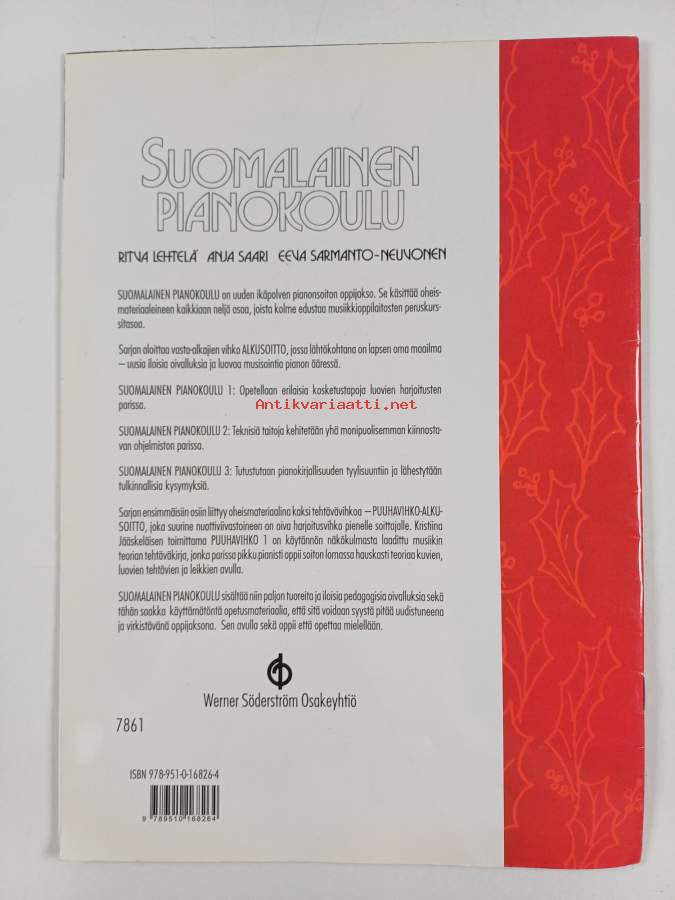 SUOMALAINEN
PIANOKOULU
RITVA LEHTELÄ ANJA SAARI EEVA SARMANTO-NEUVONEN
SUOMALAINEN PIANOKOULU on uuden ikäpolven pianonsoiton oppijakso. Se käsittää oheis-
materiaaleineen kaikkiaan neljä osaa, joista kolme edustaa musiikkioppilaitosten peruskurs-
sitasoa.
Sarjan aloittaa vasta-alkajien vihko ALKUSOITTO, jossa lähtökohtana on lapsen oma maailma
– uusia iloisia oivalluksia ja luovaa musisointia pianon ääressä.
SUOMALAINEN PIANOKOULU 1: Opetellaan erilaisia kosketustapoja luovien harjoitusten
parissa.
Antikvariaatti.net
SUOMALAINEN PIANOKOULU 2: Teknisiä taitoja kehitetään yhä monipuolisemman kiinnosta-
van ohjelmiston parissa.
SUOMALAINEN PIANOKOULU 3: Tutustutaan pianokirjallisuuden tyylisuuntiin ja lähestytään
tulkinnallisia kysymyksiä.
Sarjan ensimmäisiin osiin liittyy oheismateriaalina kaksi tehtävävihkoa – PUUHAVIHKO-ALKU-
SOITTO, joka suurine nuottiviivastoineen on oiva harjoitusvihko pienelle soittajalle. Kristiina
Jääskeläisen toimittama PUUHAVIHKO 1 on käytännön näkökulmasta laadittu musiikin
teorian tehtäväkirja, jonka parissa pikku pianisti oppii soiton lomassa hauskasti teoriaa kuvien,
luovien tehtävien ja leikkien avulla.
SUOMALAINEN PIANOKOULU sisältää niin paljon tuoreita ja iloisia pedagogisia oivalluksia sekä
tähän saakka käyttämätöntä opetusmateriaalia, että sitä voidaan syystä pitää uudistuneena
ja virkistävänä oppijaksona. Sen avulla sekä oppii että opettaa mielellään.
Werner Söderström Osakeyhtiö
7861
ISBN 978-951-0-16826-4
9 789510 168264